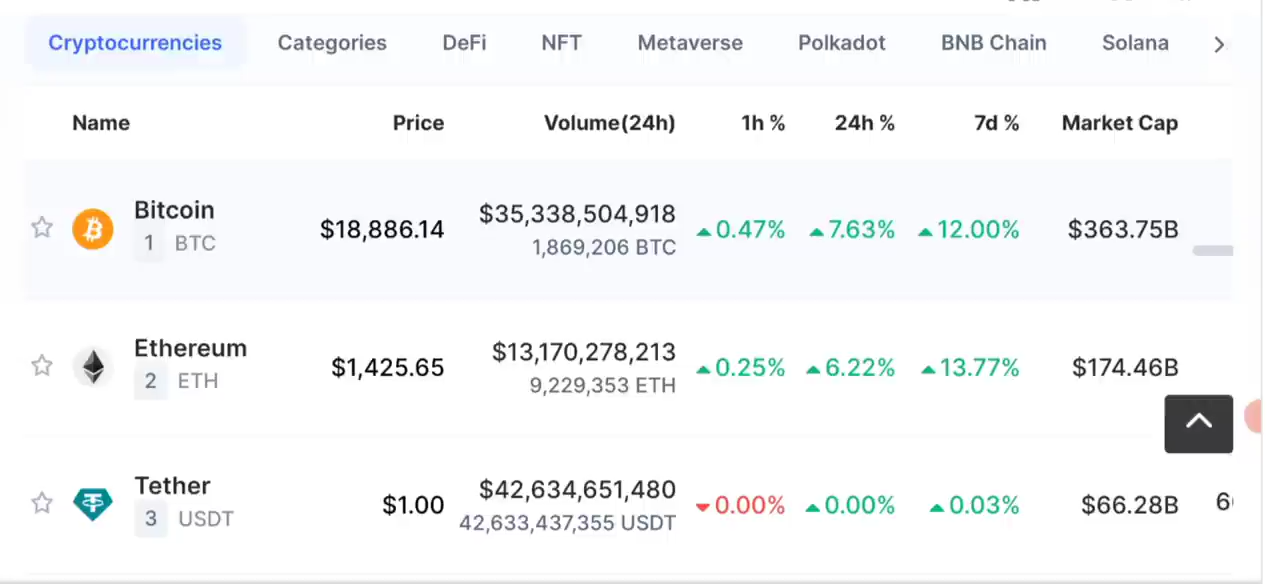 Cryptocurrencies Categories DeFi NFT Metaverse Polkadot BNB Chain Solana
Name Price Volume(24h) 1h % 24h % 7d % Market Cap
Bitcoin
1 BTC
$18,886.14
$35,338,504,918
1,869,206 BTC
0.47% 7.63% 12.00% $363.75B
Ethereum
2 ETH
$1,425.65
$13,170,278,213
9,229,353 ETH
0.25% 6.22% 13.77% $174.46B
Tether
3 USDT
$1.00
$42,634,651,480
42,633,437,355 USDT
0.00% 0.00% 0.03% $66.28B